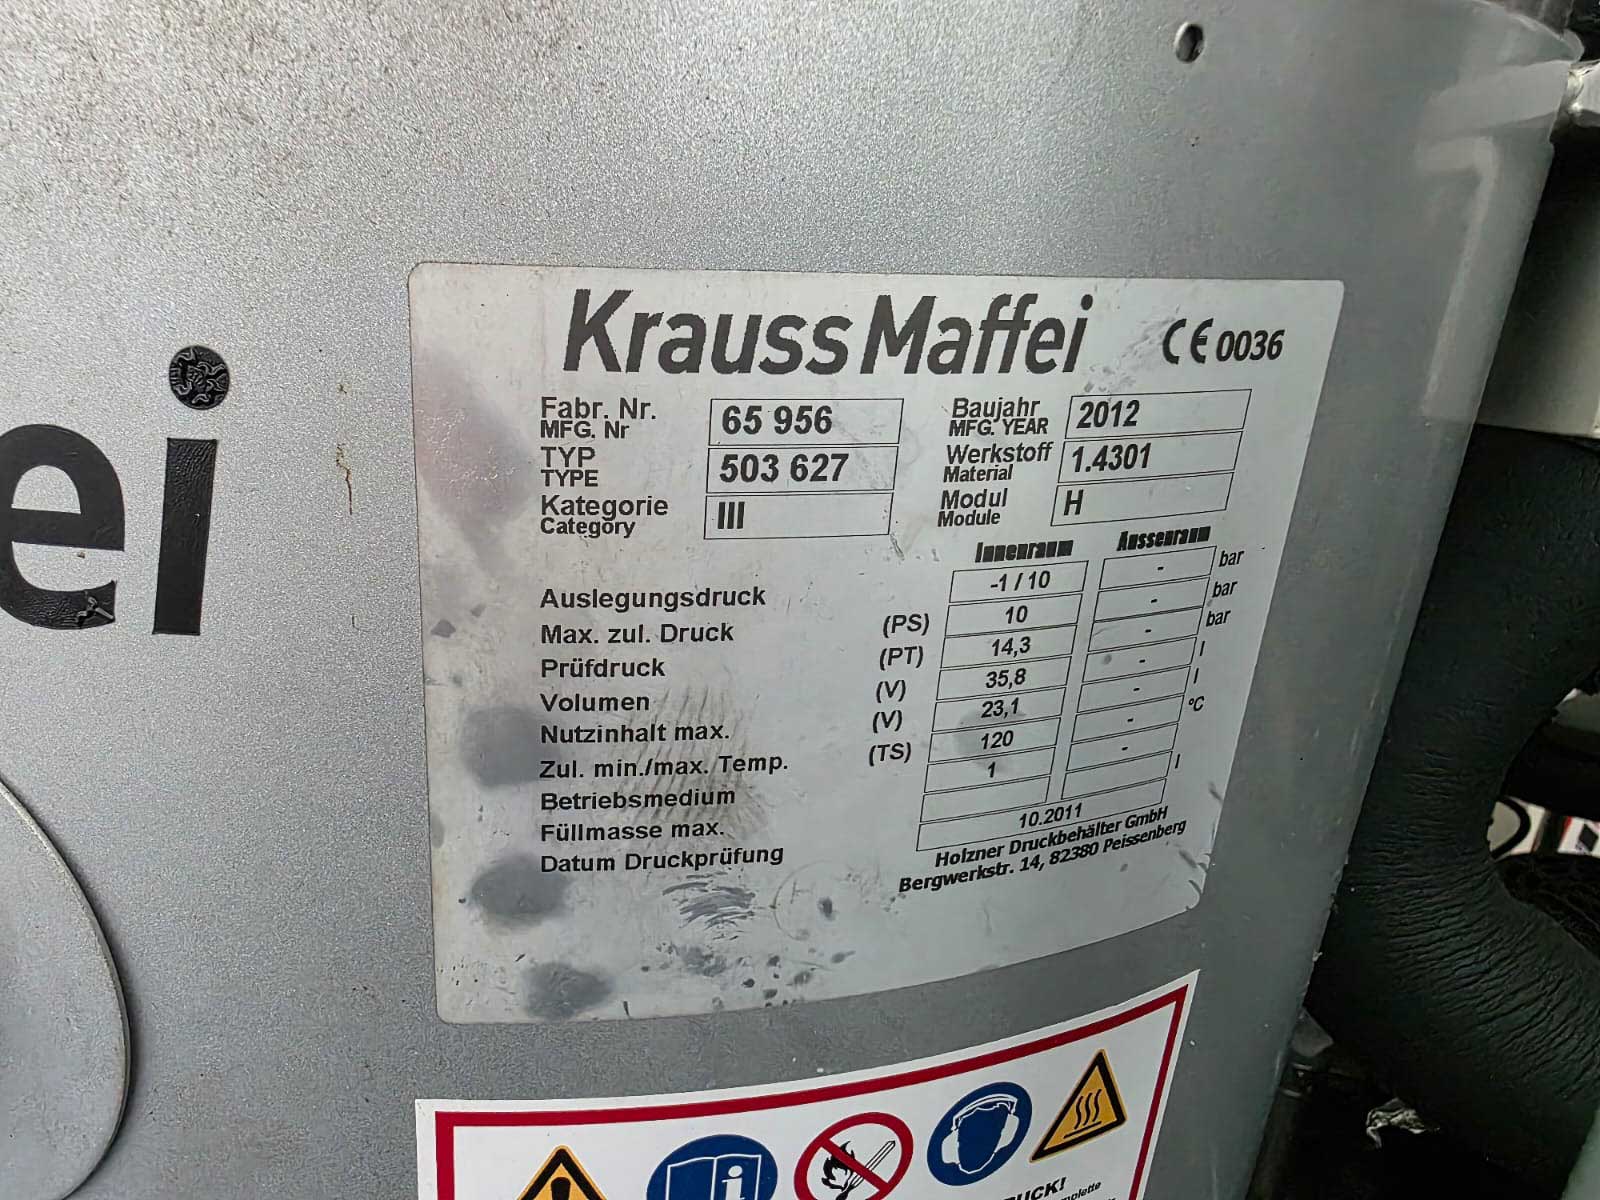 ei
KraussMaffei CE 0036
Fabr. Nr. 65 956 Baujahr 2012
MFG. Nr MFG. YEAR
TYP 503 627 Werkstoff 1.4301
TYPE Material
Kategorie III Modul H
Category Module
Innenraum Aussenraum
Auslegungsdruck -1 / 10 - bar
Max. zul. Druck (PS) 10 - bar
Prüfdruck (PT) 14,3 - bar
Volumen (V) 35,8 - l
Nutzinhalt max. (V) 23,1 - l
Zul. min./max. Temp. (TS) 120 - °C
Betriebsmedium 1 -
Füllmasse max. l
Datum Druckprüfung 10.2011
Holzner Druckbehälter GmbH
Bergwerkstr. 14, 82380 Peissenberg